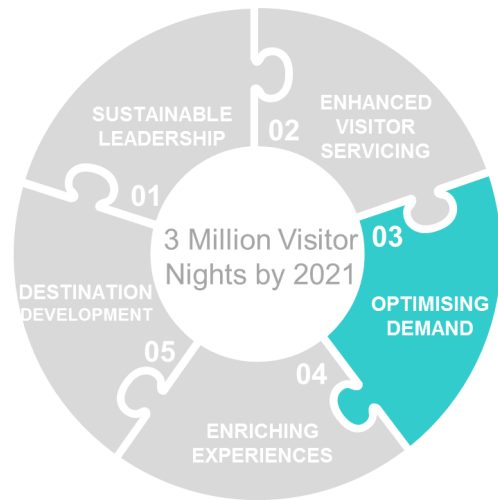 SUSTAINABLE
LEADERSHIP
01
02
ENHANCED
VISITOR
SERVICING
03
OPTIMISING
DEMAND
04
ENRICHING
EXPERIENCES
05
DESTINATION
DEVELOPMENT
3 Million Visitor
Nights by 2021